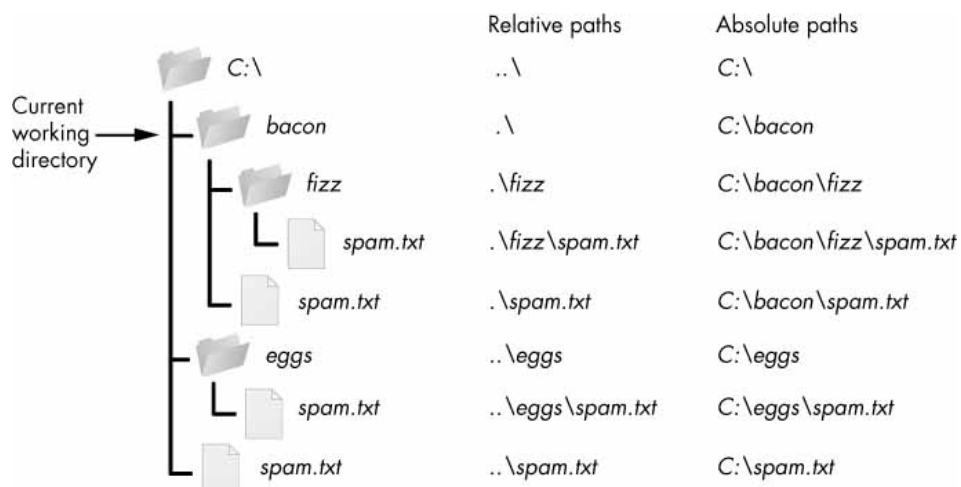 Relative paths Absolute paths
C:\ ..\ C:\
Current
working
directory
bacon .\ C:\bacon
fizz .\fizz C:\bacon\fizz
spam.txt .\fizz\spam.txt C:\bacon\fizz\spam.txt
spam.txt .\spam.txt C:\bacon\spam.txt
eggs ..\eggs C:\eggs
spam.txt ..\eggs\spam.txt C:\eggs\spam.txt
spam.txt ..\spam.txt C:\spam.txt